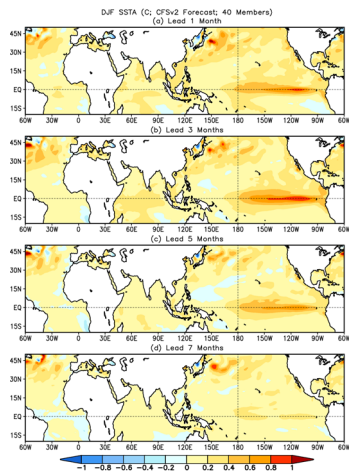 DJF SSTA (C; CFSv2 Forecast; 40 Members)
(a) Lead 1 Month
45N
30N
15N
EQ
15S
60W 30W 0 30E 60E 90E 120E 150E 180 150W 120W 90W 60W
(b) Lead 3 Months
45N
30N
15N
EQ
15S
60W 30W 0 30E 60E 90E 120E 150E 180 150W 120W 90W 60W
(c) Lead 5 Months
45N
30N
15N
EQ
15S
60W 30W 0 30E 60E 90E 120E 150E 180 150W 120W 90W 60W
(d) Lead 7 Months
45N
30N
15N
EQ
15S
60W 30W 0 30E 60E 90E 120E 150E 180 150W 120W 90W 60W
-1 -0.8 -0.6 -0.4 -0.2 0 0.2 0.4 0.6 0.8 1